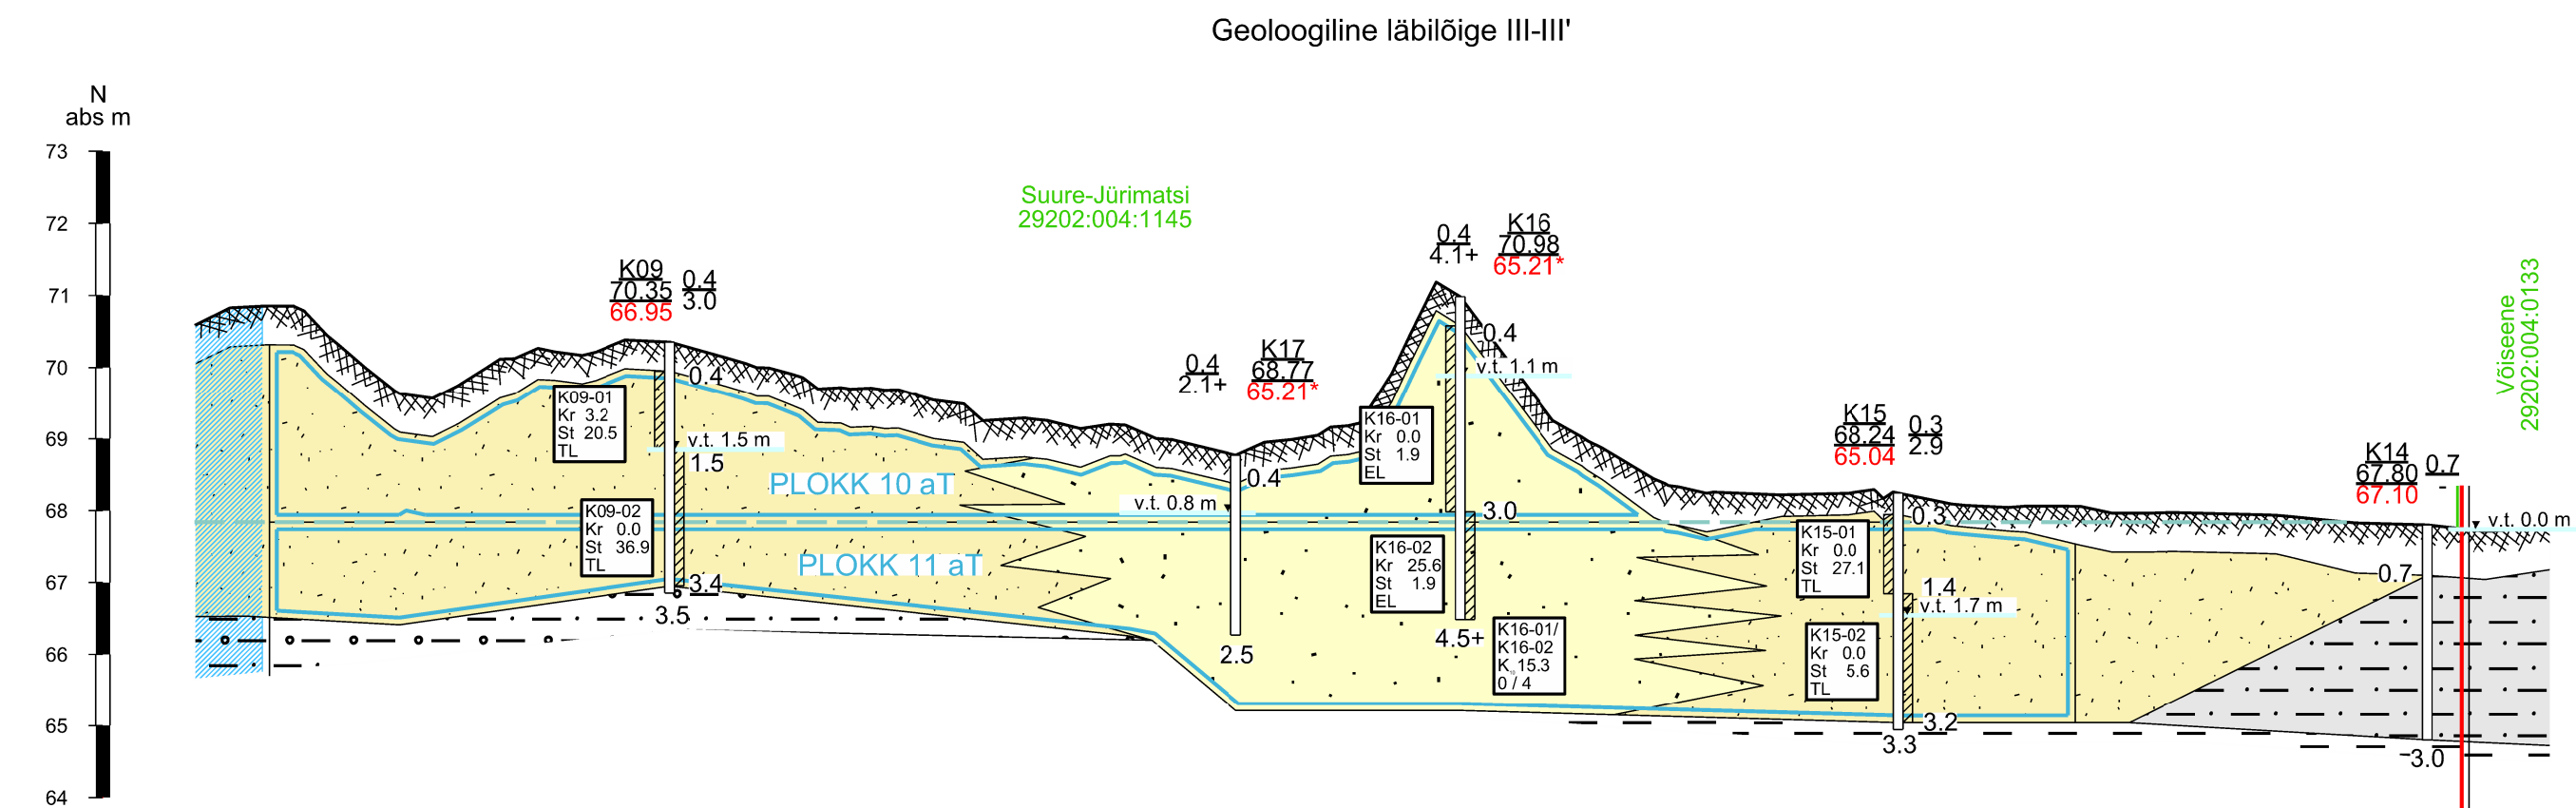 Geoloogiline läbilõige III-III'
N
abs m
73
72
71
70
69
68
67
66
65
64
Suure-Jürimatsi
29202:004:1145
K09
70.35
66.95
0.4
3.0
0.4
K09-01
Kr 3.2
St 20.5
TL
v.t. 1.5 m
1.5
K09-02
Kr 0.0
St 36.9
TL
3.4
3.5
PLOKK 10 aT
PLOKK 11 aT
0.4
2.1+
K17
68.77
65.21*
0.4
v.t. 0.8 m
2.5
0.4
4.1+
K16
70.98
65.21*
0.4
v.t. 1.1 m
K16-01
Kr 0.0
St 1.9
EL
3.0
K16-02
Kr 25.6
St 1.9
EL
4.5+
K16-01/
K16-02
K 15.3
0 / 4
K15
68.24
65.04
0.3
2.9
0.3
K15-01
Kr 0.0
St 27.1
TL
1.4
v.t. 1.7 m
K15-02
Kr 0.0
St 5.6
TL
3.2
3.3
K14
67.80
67.10
0.7
-
0.7
3.0
v.t. 0.0 m
Võiseene
29202:004:0133